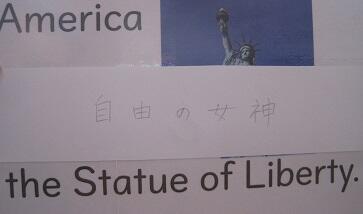 America
自由の女神
the Statue of Liberty.